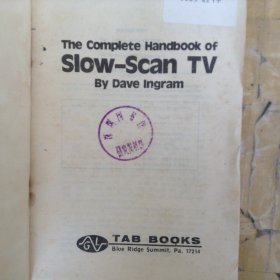 The Complete Handbook of
Slow-Scan TV
By Dave Ingram
TAB BOOKS
Blue Ridge Summit, Pa. 17214